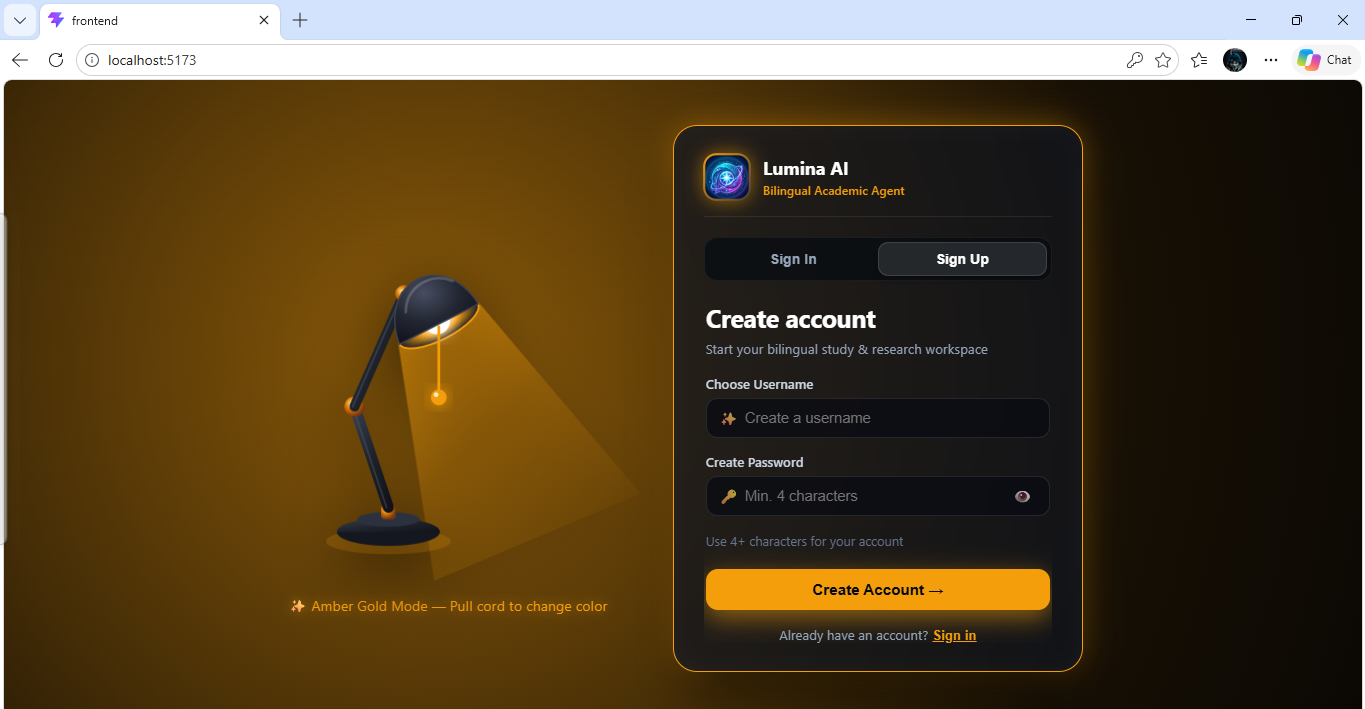 frontend
localhost:5173
Chat
Lumina AI
Bilingual Academic Agent
Sign In
Sign Up
Create account
Start your bilingual study & research workspace
Choose Username
✨ Create a username
Create Password
🔑 Min. 4 characters
Use 4+ characters for your account
Create Account →
Already have an account? Sign in
✨ Amber Gold Mode — Pull cord to change color